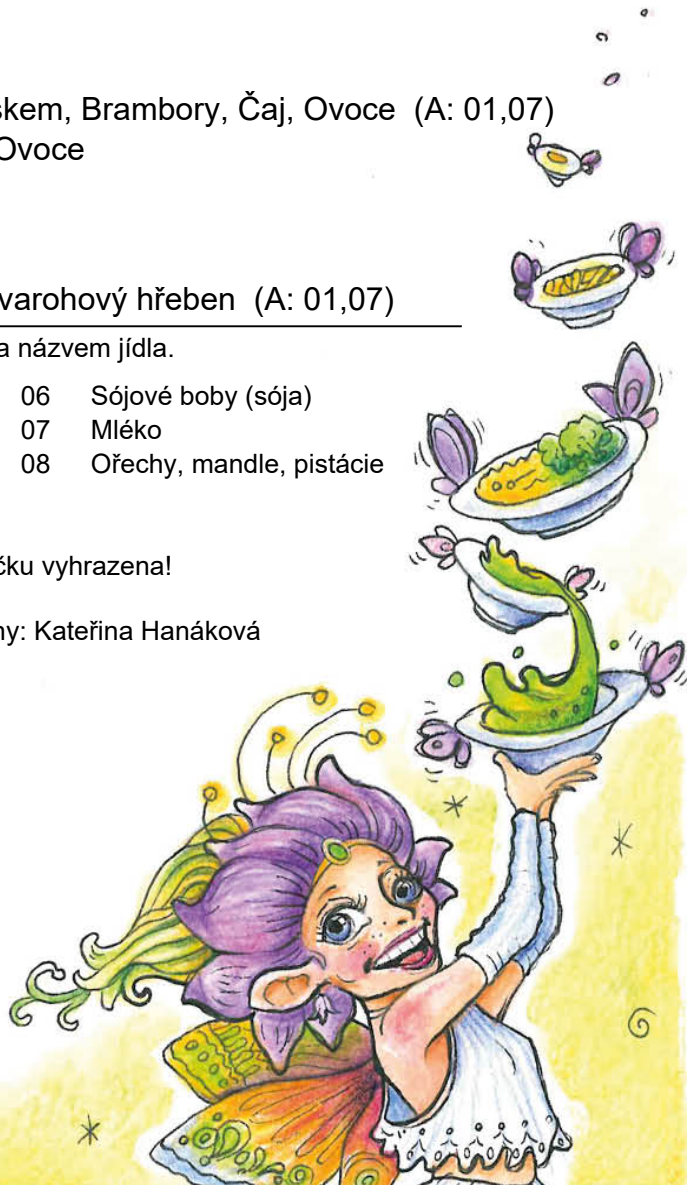 skem, Brambory, Čaj, Ovoce (A: 01,07)
Ovoce
varohový hřeben (A: 01,07)
a názvem jídla.
06 Sójové boby (sója)
07 Mléko
08 Ořechy, mandle, pistácie
čku vyhrazena!
ny: Kateřina Hanáková